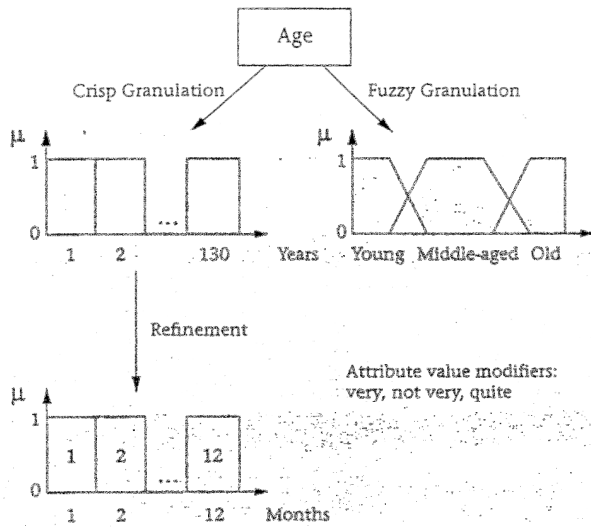 Age
Crisp Granulation
Fuzzy Granulation
μ
1
0
1 2 ... 130 Years
μ
1
0
Young Middle-aged Old
Refinement
Attribute value modifiers:
very, not very, quite
μ
1
0
1 2 ... 12
1 2 12 Months